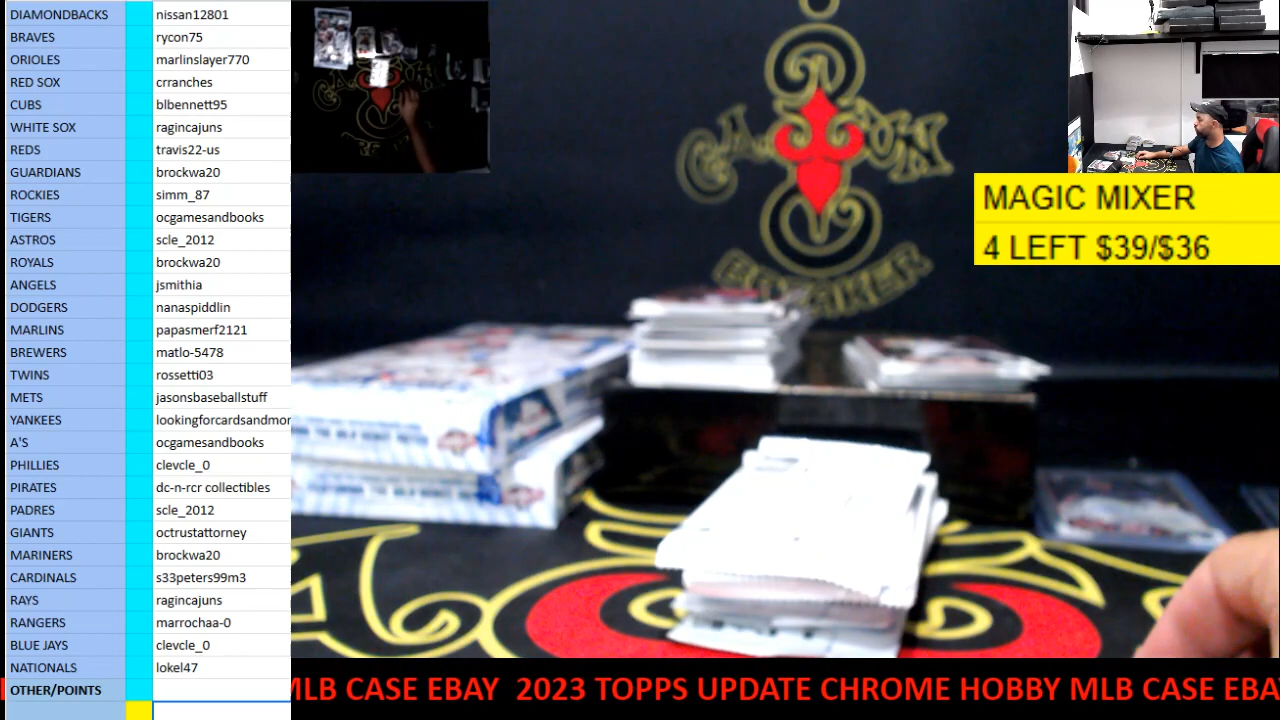 DIAMONDBACKS nissan12801
BRAVES rycon75
ORIOLES marlinslayer770
RED SOX crranches
CUBS blbennett95
WHITE SOX ragincajuns
REDS travis22-us
GUARDIANS brockwa20
ROCKIES simm_87
TIGERS ocgamesandbooks
ASTROS scle_2012
ROYALS brockwa20
ANGELS jsmithia
DODGERS nanaspiddlin
MARLINS papasmerf2121
BREWERS matlo-5478
TWINS rossetti03
METS jasonsbaseballstuff
YANKEES lookingforcardsandmor
A'S ocgamesandbooks
PHILLIES clevcle_0
PIRATES dc-n-rcr collectibles
PADRES scle_2012
GIANTS octrustattorney
MARINERS brockwa20
CARDINALS s33peters99m3
RAYS ragincajuns
RANGERS marrochaa-0
BLUE JAYS clevcle_0
NATIONALS lokel47
OTHER/POINTS
MAGIC MIXER
4 LEFT $39/$36
MLB CASE EBAY 2023 TOPPS UPDATE CHROME HOBBY MLB CASE EBA